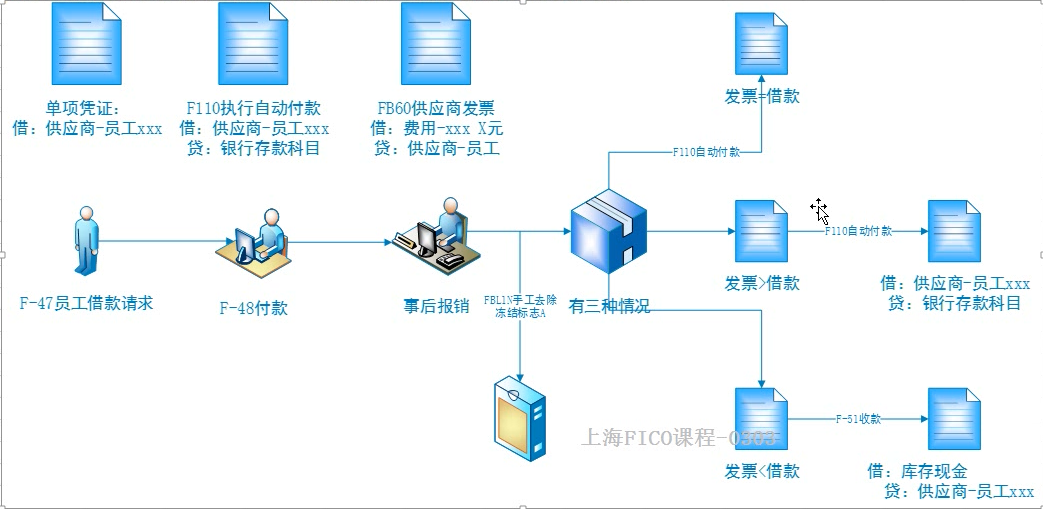 单项凭证：
借：供应商-员工xxx
F110执行自动付款
借：供应商-员工xxx
贷：银行存款科目
FB60供应商发票
借：费用-xxx X元
贷：供应商-员工
发票=借款
F110自动付款
F-47员工借款请求
F-48付款
事后报销
FBL1N手工去除
冻结标志A
有三种情况
发票>借款
F110自动付款
借：供应商-员工xxx
贷：银行存款科目
上海FICO课程-0303
发票<借款
F-51收款
借：库存现金
贷：供应商-员工xxx